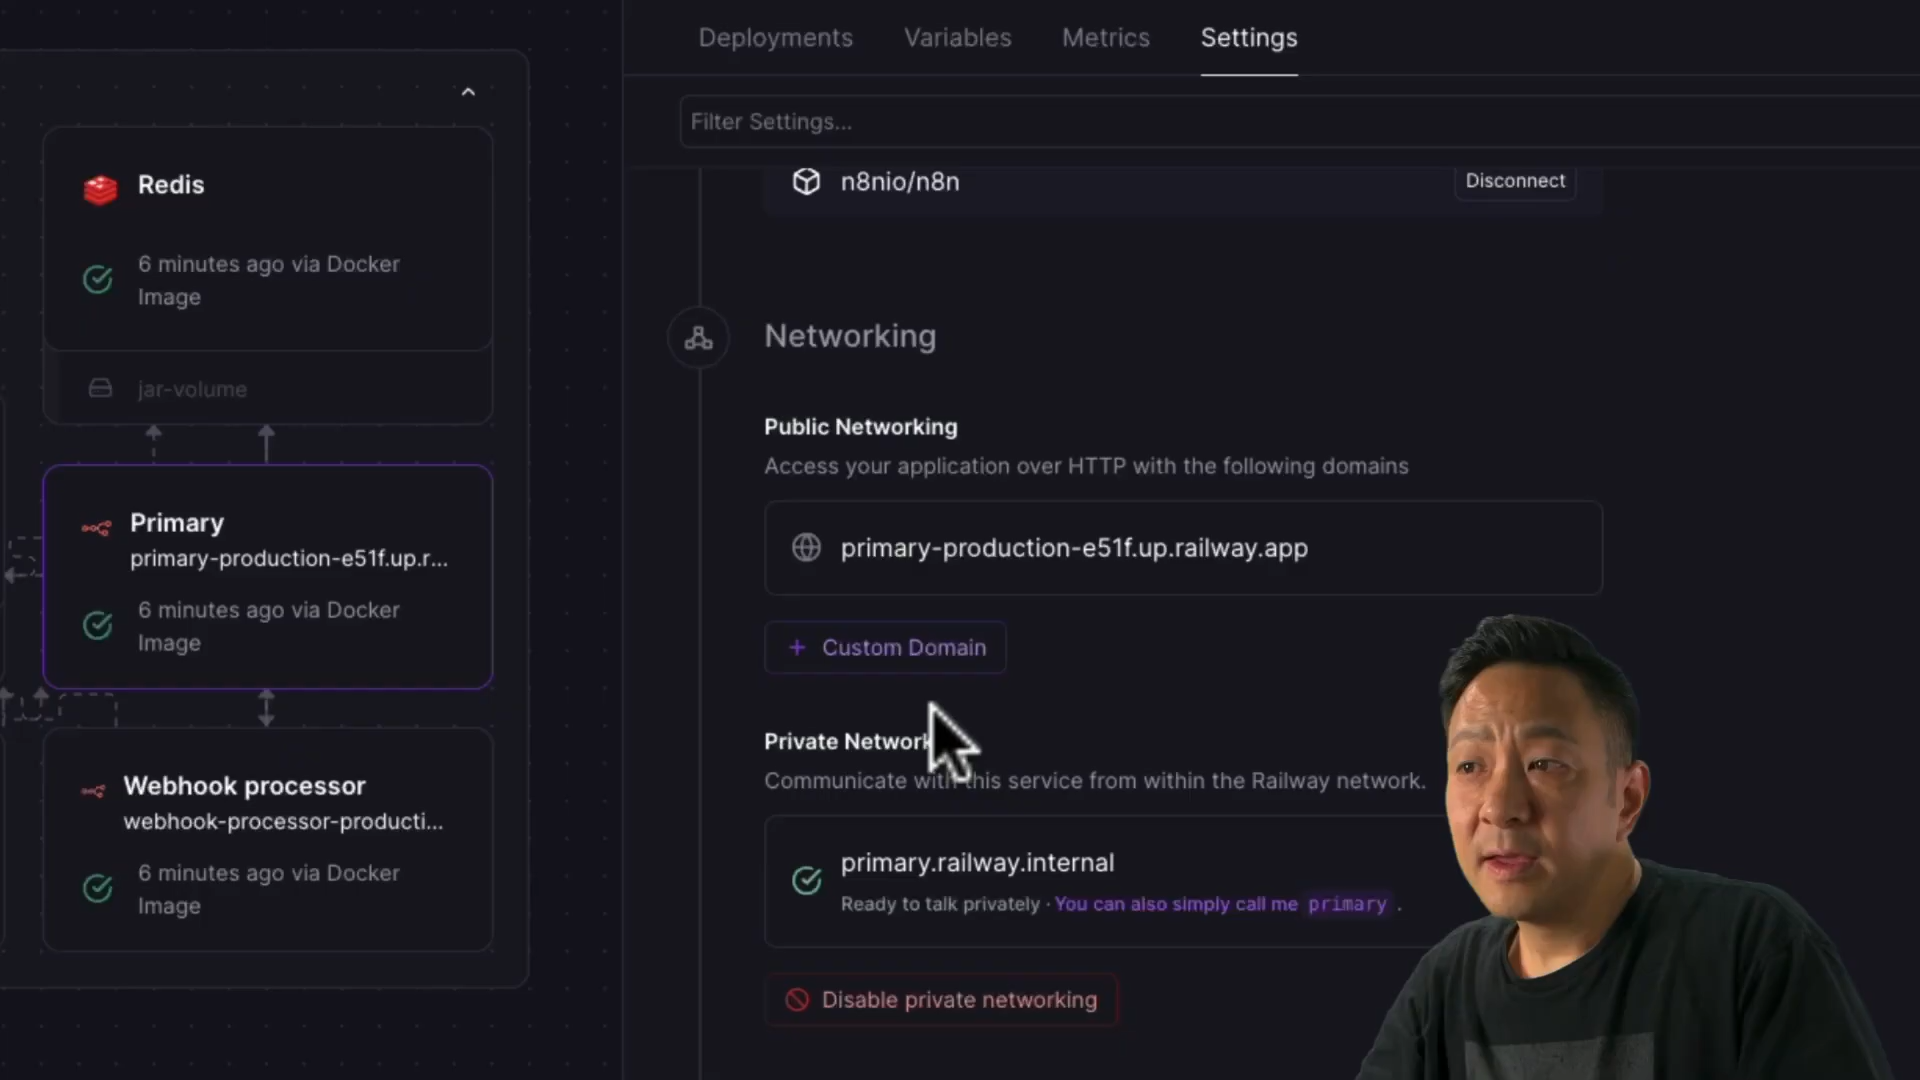 Deployments Variables Metrics Settings
Filter Settings...
n8nio/n8n
Disconnect
Redis
6 minutes ago via Docker
Image
jar-volume
Primary
primary-production-e51f.up.r...
6 minutes ago via Docker
Image
Webhook processor
webhook-processor-producti...
6 minutes ago via Docker
Image
Networking
Public Networking
Access your application over HTTP with the following domains
primary-production-e51f.up.railway.app
+ Custom Domain
Private Network
Communicate with this service from within the Railway network.
primary.railway.internal
Ready to talk privately · You can also simply call me primary .
Disable private networking